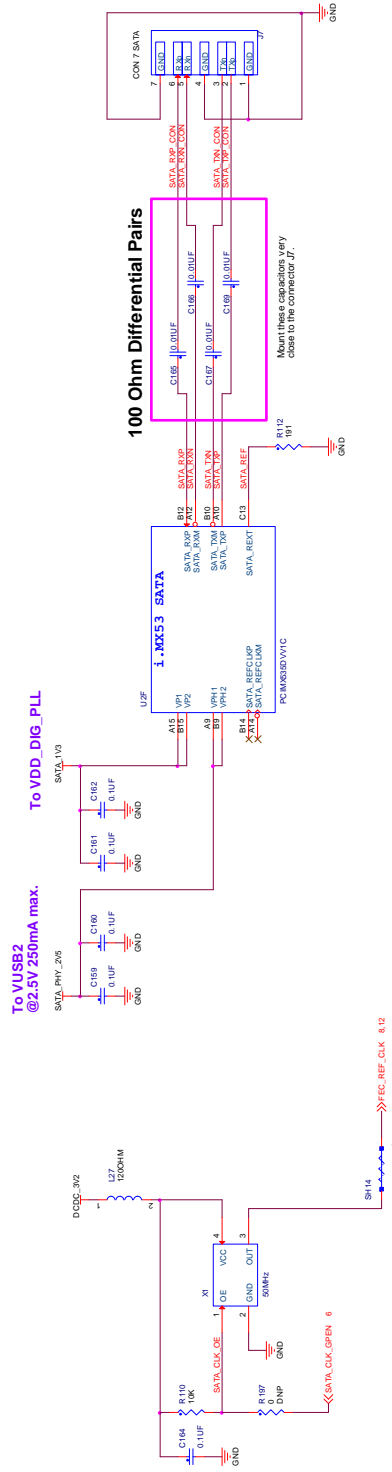 GND
CON 7 SATA
J7
GND
RXp
RXn
GND
TXn
TXp
GND
7
6
5
4
3
2
1
SATA_RXP_CON
SATA_RXN_CON
SATA_TXN_CON
SATA_TXP_CON
100 Ohm Differential Pairs
C165
0.01UF
C166
0.01UF
C167
0.01UF
C169
0.01UF
Mount these capacitors very
close to the connector J7.
SATA_RXP
SATA_RXN
SATA_TXN
SATA_TXP
SATA_REF
R112
191
GND
B12
A12
B10
A10
C13
i.MX53 SATA
U2F
SATA_RXP
SATA_RXM
SATA_TXM
SATA_TXP
SATA_REXT
VP1
VP2
VPH1
VPH2
SATA_REFCLKP
SATA_REFCLKM
PCIMX535DVV1C
A15
B15
A9
B9
B14
A14
To VDD_DIG_PLL
SATA_1V3
C162
0.1UF
GND
C161
0.1UF
GND
To VUSB2
@2.5V 250mA max.
SATA_PHY_2V5
C160
0.1UF
GND
C159
0.1UF
GND
DCDC_3V2
L27
120OHM
1
2
X1
VCC
OE
OUT
GND
50MHz
4
1
3
2
GND
SATA_CLK_OE
R110
10K
C164
0.1UF
GND
R197
0
DNP
SATA_CLK_GPEN 6
SH14
FEC_REF_CLK 8,12